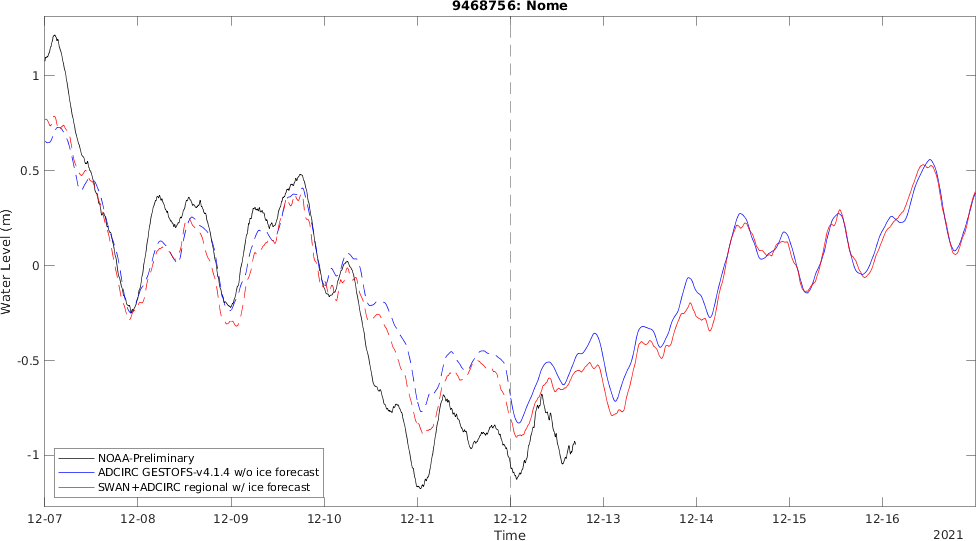 9468756: Nome
Water Level (m)
1
0.5
0
-0.5
-1
NOAA-Preliminary
ADCIRC GESTOFS-v4.1.4 w/o ice forecast
SWAN+ADCIRC regional w/ ice forecast
12-07 12-08 12-09 12-10 12-11 12-12 12-13 12-14 12-15 12-16
Time
2021